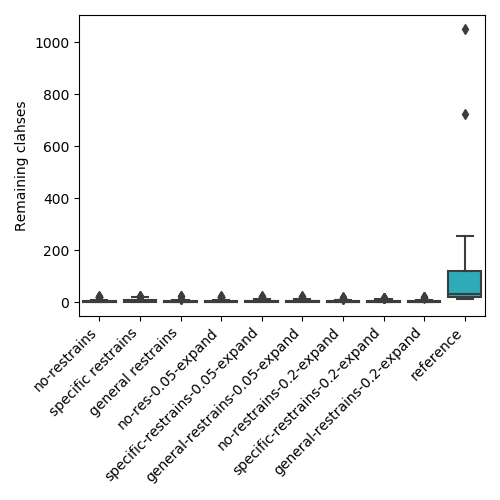 1000
800
600
400
200
0
Remaining clahses
no-restrains
specific restrains
general restrains
no-res-0.05-expand
specific-restrains-0.05-expand
general-restrains-0.05-expand
no-restrains-0.2-expand
specific-restrains-0.2-expand
general-restrains-0.2-expand
reference